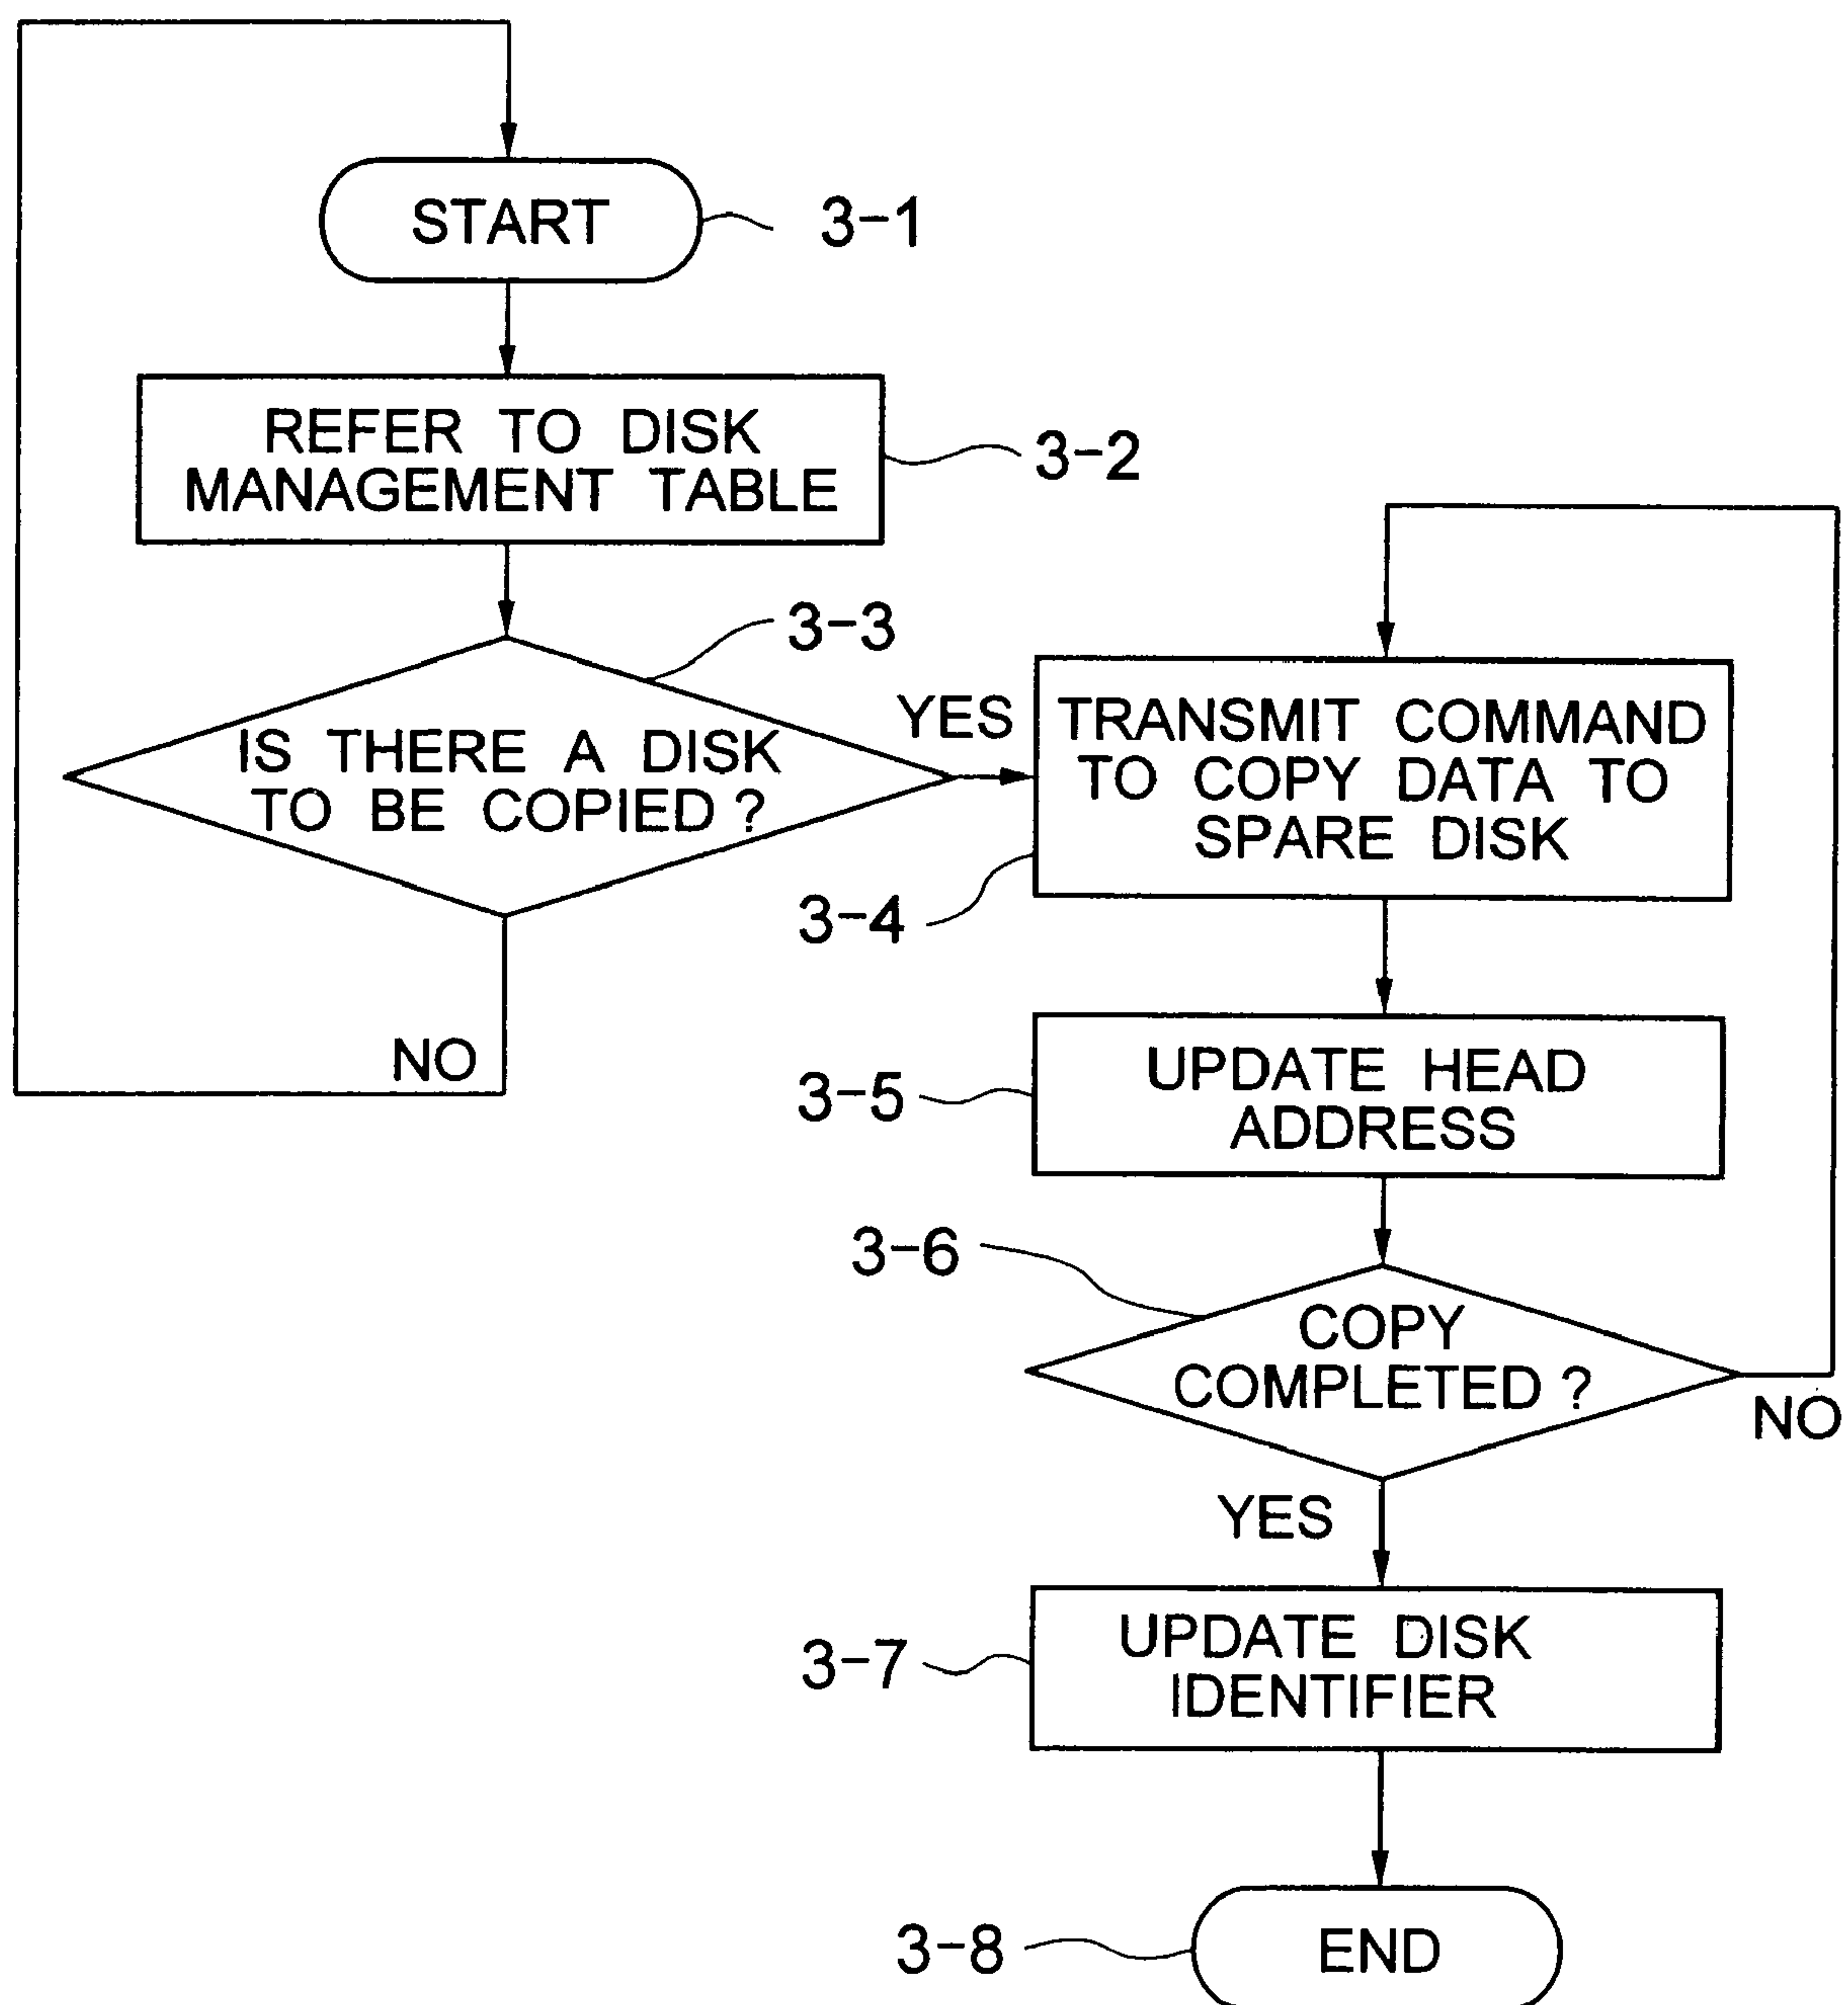 START
3-1
REFER TO DISK
MANAGEMENT TABLE
3-2
3-3
IS THERE A DISK
TO BE COPIED ?
YES
NO
TRANSMIT COMMAND
TO COPY DATA TO
SPARE DISK
3-4
UPDATE HEAD
ADDRESS
3-5
3-6
COPY
COMPLETED ?
NO
YES
UPDATE DISK
IDENTIFIER
3-7
3-8
END